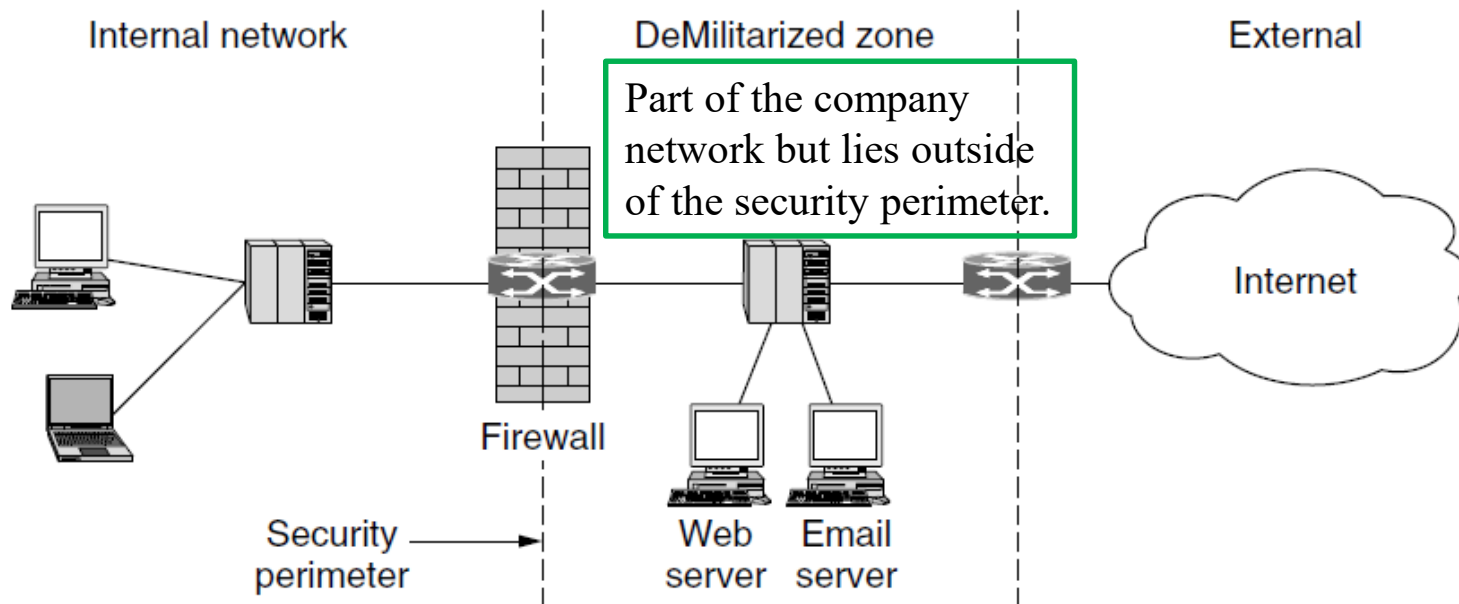 Internal network
DeMilitarized zone
External
Part of the company
network but lies outside
of the security perimeter.
Internet
Firewall
Security
perimeter
Web
server
Email
server